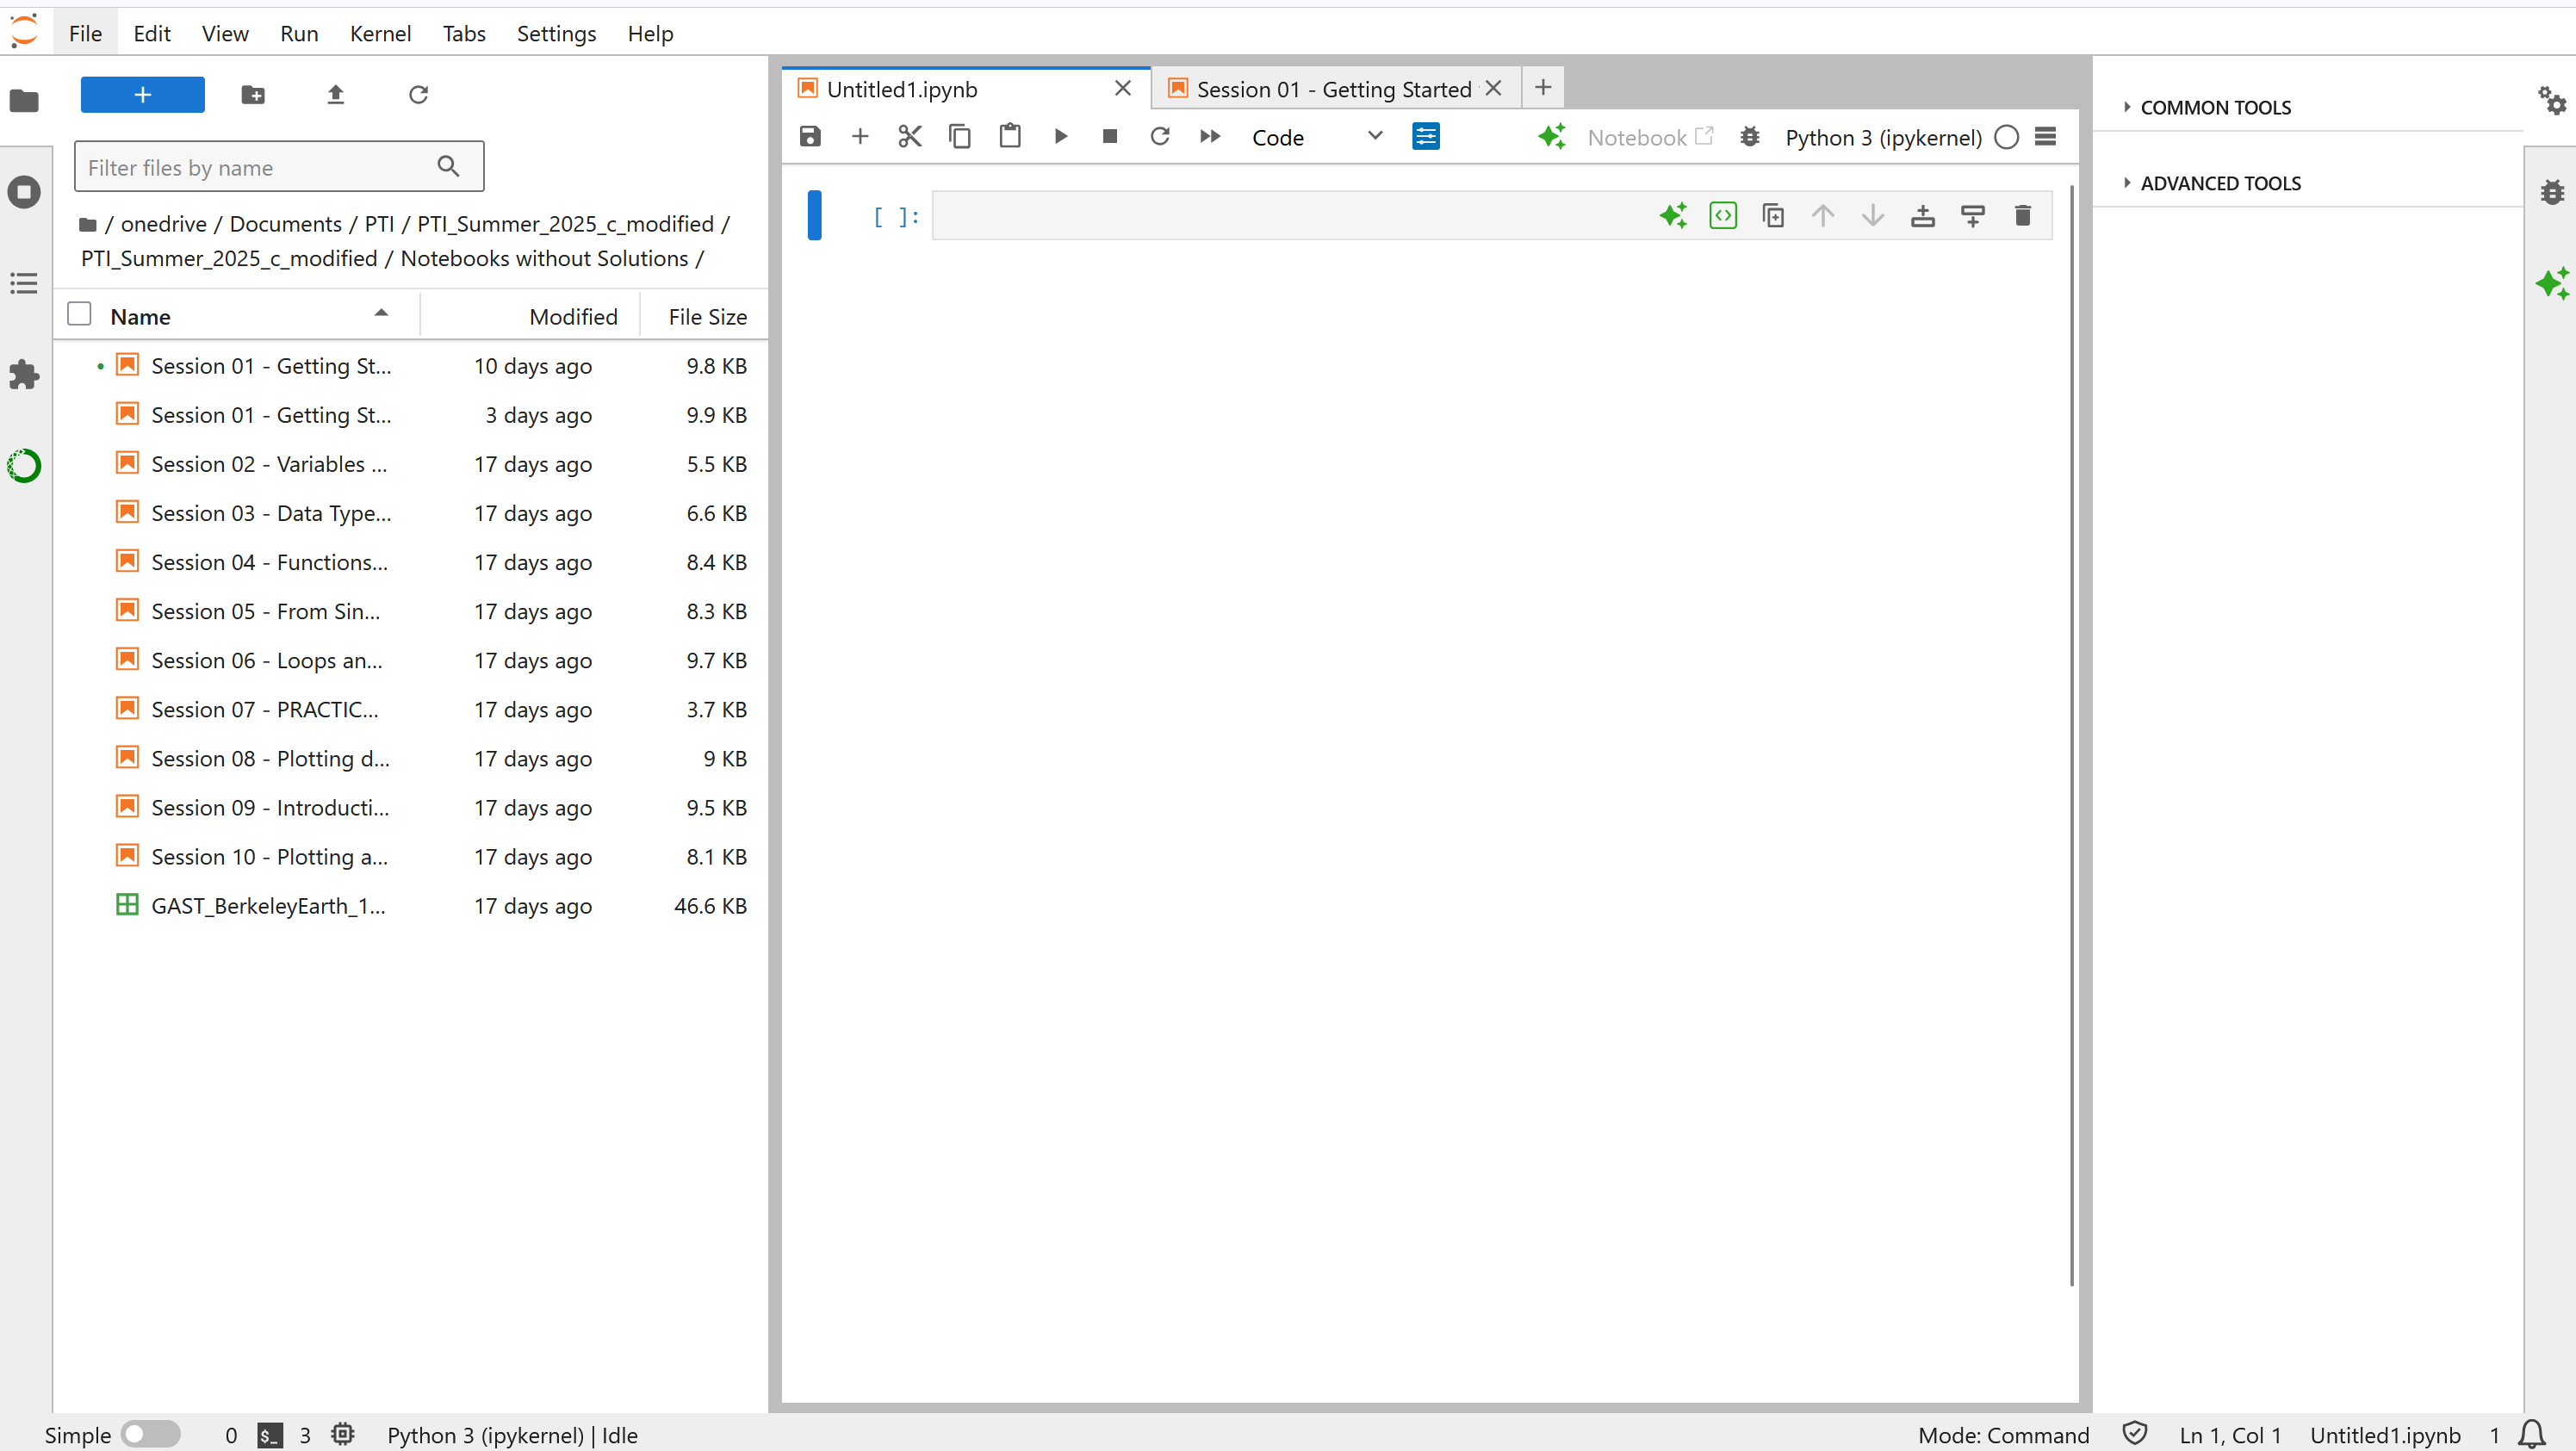 File Edit View Run Kernel Tabs Settings Help
+
Filter files by name
/ onedrive / Documents / PTI / PTI_Summer_2025_c_modified /
PTI_Summer_2025_c_modified / Notebooks without Solutions /
Name Modified File Size
Session 01 - Getting St... 10 days ago 9.8 KB
Session 01 - Getting St... 3 days ago 9.9 KB
Session 02 - Variables ... 17 days ago 5.5 KB
Session 03 - Data Type... 17 days ago 6.6 KB
Session 04 - Functions... 17 days ago 8.4 KB
Session 05 - From Sin... 17 days ago 8.3 KB
Session 06 - Loops an... 17 days ago 9.7 KB
Session 07 - PRACTIC... 17 days ago 3.7 KB
Session 08 - Plotting d... 17 days ago 9 KB
Session 09 - Introducti... 17 days ago 9.5 KB
Session 10 - Plotting a... 17 days ago 8.1 KB
GAST_BerkeleyEarth_1... 17 days ago 46.6 KB
Untitled1.ipynb Session 01 - Getting Started
Code Notebook Python 3 (ipykernel)
[ ]:
COMMON TOOLS
ADVANCED TOOLS
Simple 0 $_ 3 Python 3 (ipykernel) | Idle Mode: Command Ln 1, Col 1 Untitled1.ipynb 1